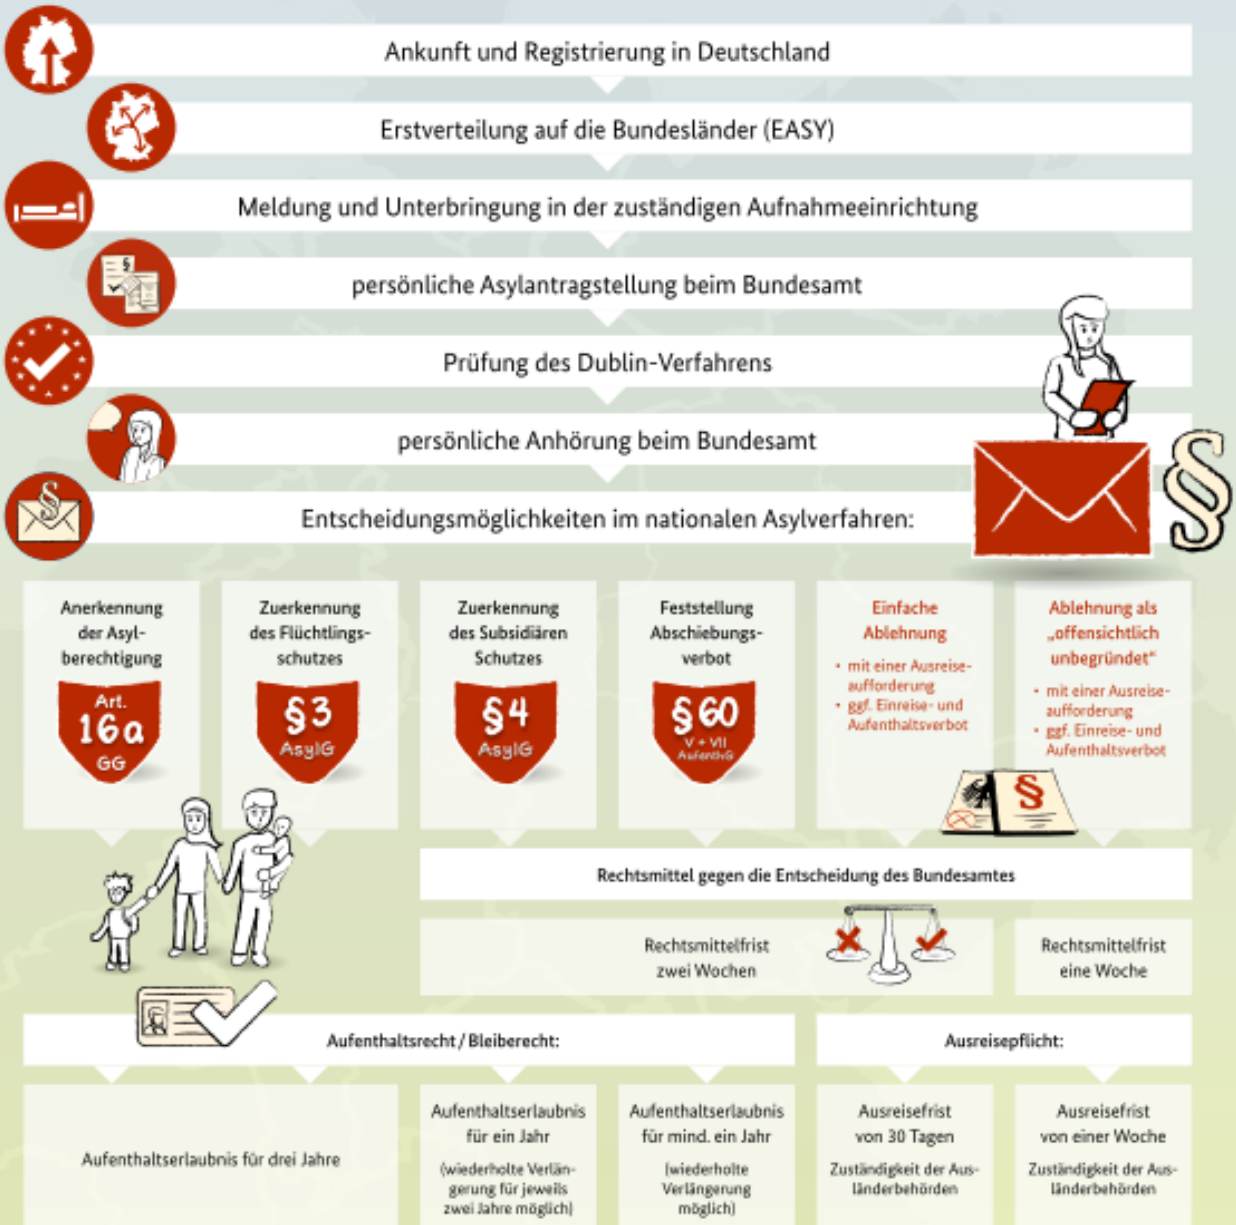 Ankunft und Registrierung in Deutschland
Erstverteilung auf die Bundesländer (EASY)
Meldung und Unterbringung in der zuständigen Aufnahmeeinrichtung
§
persönliche Asylantragstellung beim Bundesamt
Prüfung des Dublin-Verfahrens
persönliche Anhörung beim Bundesamt
§
§
Entscheidungsmöglichkeiten im nationalen Asylverfahren:
Anerkennung
der Asyl-
berechtigung
Art.
16a
GG
Zuerkennung
des Flüchtlings-
schutzes
§3
AsylG
Zuerkennung
des Subsidiären
Schutzes
§4
AsylG
Feststellung
Abschiebungs-
verbot
§60
V + VII
AufenthG
Einfache
Ablehnung
• mit einer Ausreise-
aufforderung
• ggf. Einreise- und
Aufenthaltsverbot
Ablehnung als
„offensichtlich
unbegründet“
• mit einer Ausreise-
aufforderung
• ggf. Einreise- und
Aufenthaltsverbot
§
Rechtsmittel gegen die Entscheidung des Bundesamtes
Rechtsmittelfrist
zwei Wochen
Rechtsmittelfrist
eine Woche
Aufenthaltsrecht / Bleiberecht:
Ausreisepflicht:
Aufenthaltserlaubnis für drei Jahre
Aufenthaltserlaubnis
für ein Jahr
(wiederholte Verlän-
gerung für jeweils
zwei Jahre möglich)
Aufenthaltserlaubnis
für mind. ein Jahr
(wiederholte
Verlängerung
möglich)
Ausreisefrist
von 30 Tagen
Zuständigkeit der Aus-
länderbehörden
Ausreisefrist
von einer Woche
Zuständigkeit der Aus-
länderbehörden